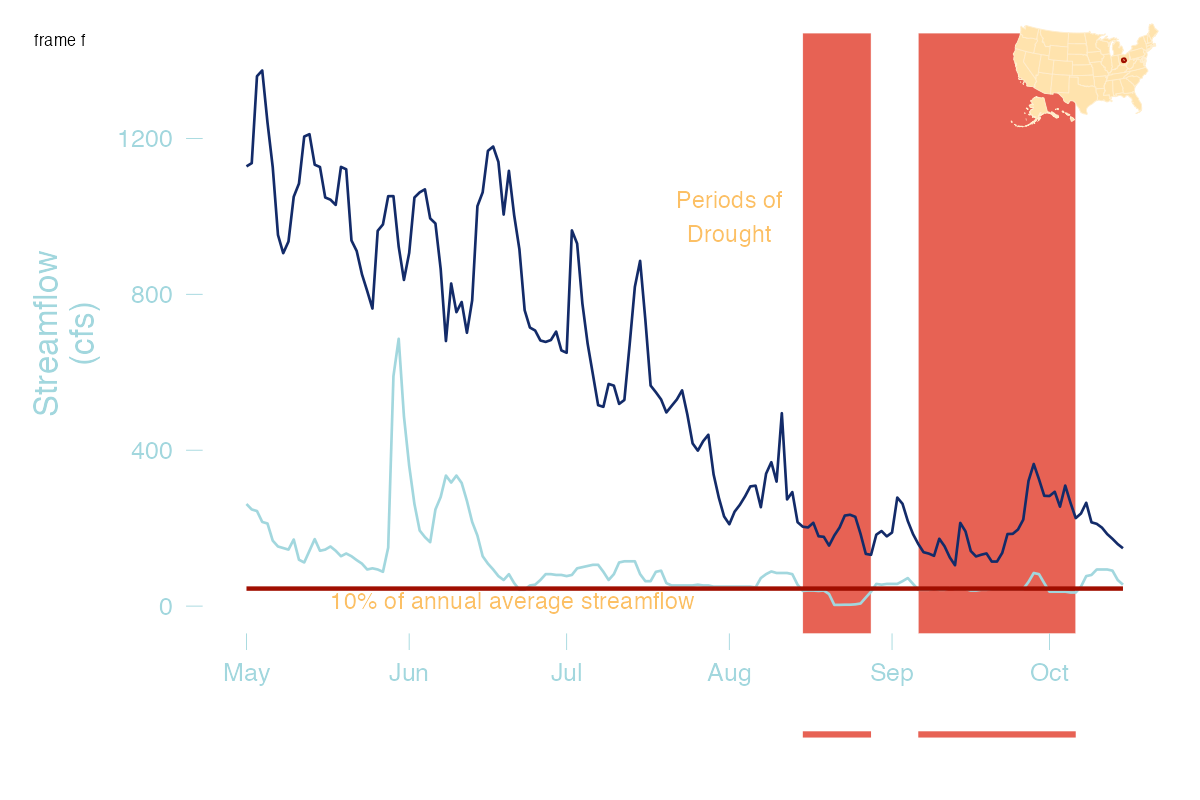 frame f
1200
800
400
0
Streamflow
(cfs)
Periods of
Drought
10% of annual average streamflow
May
Jun
Jul
Aug
Sep
Oct